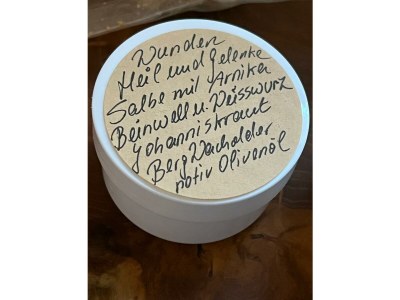 Wunden
Heil und Gelenke
Salbe mit Arnika
Beinwell u. Weisswurz
Johanniskraut
Berg Wacholder
nativ Olivenöl